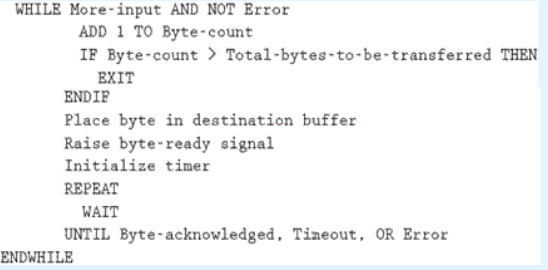 WHILE More-input AND NOT Error
ADD 1 TO Byte-count
IF Byte-count > Total-bytes-to-be-transferred THEN
EXIT
ENDIF
Place byte in destination buffer
Raise byte-ready signal
Initialize timer
REPEAT
WAIT
UNTIL Byte-acknowledged, Timeout, OR Error
ENDWHILE